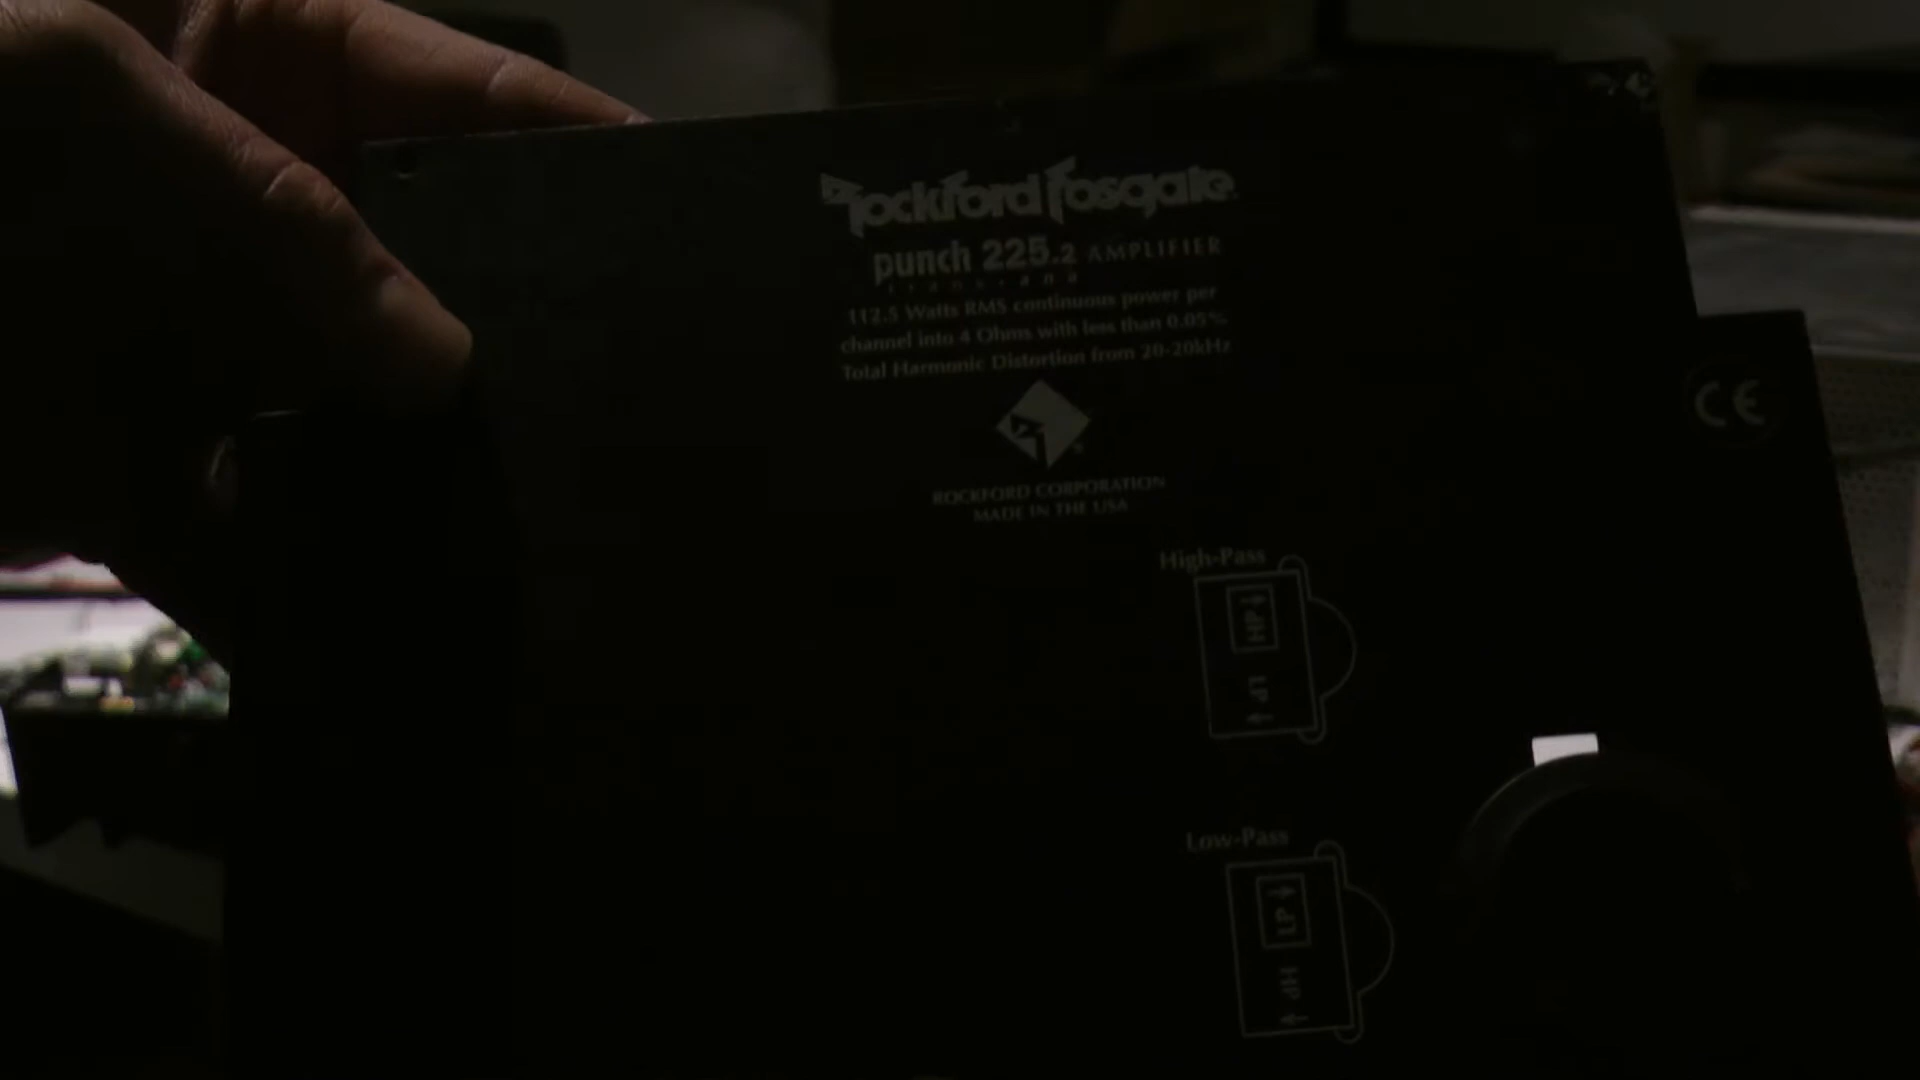 Rockford Fosgate
punch 225.2 AMPLIFIER
trans•ana
112.5 Watts RMS continuous power per
channel into 4 Ohms with less than 0.05%
Total Harmonic Distortion from 20-20kHz
ROCKFORD CORPORATION
MADE IN THE USA
CE
High-Pass
HP
LP
Low-Pass
LP
HP